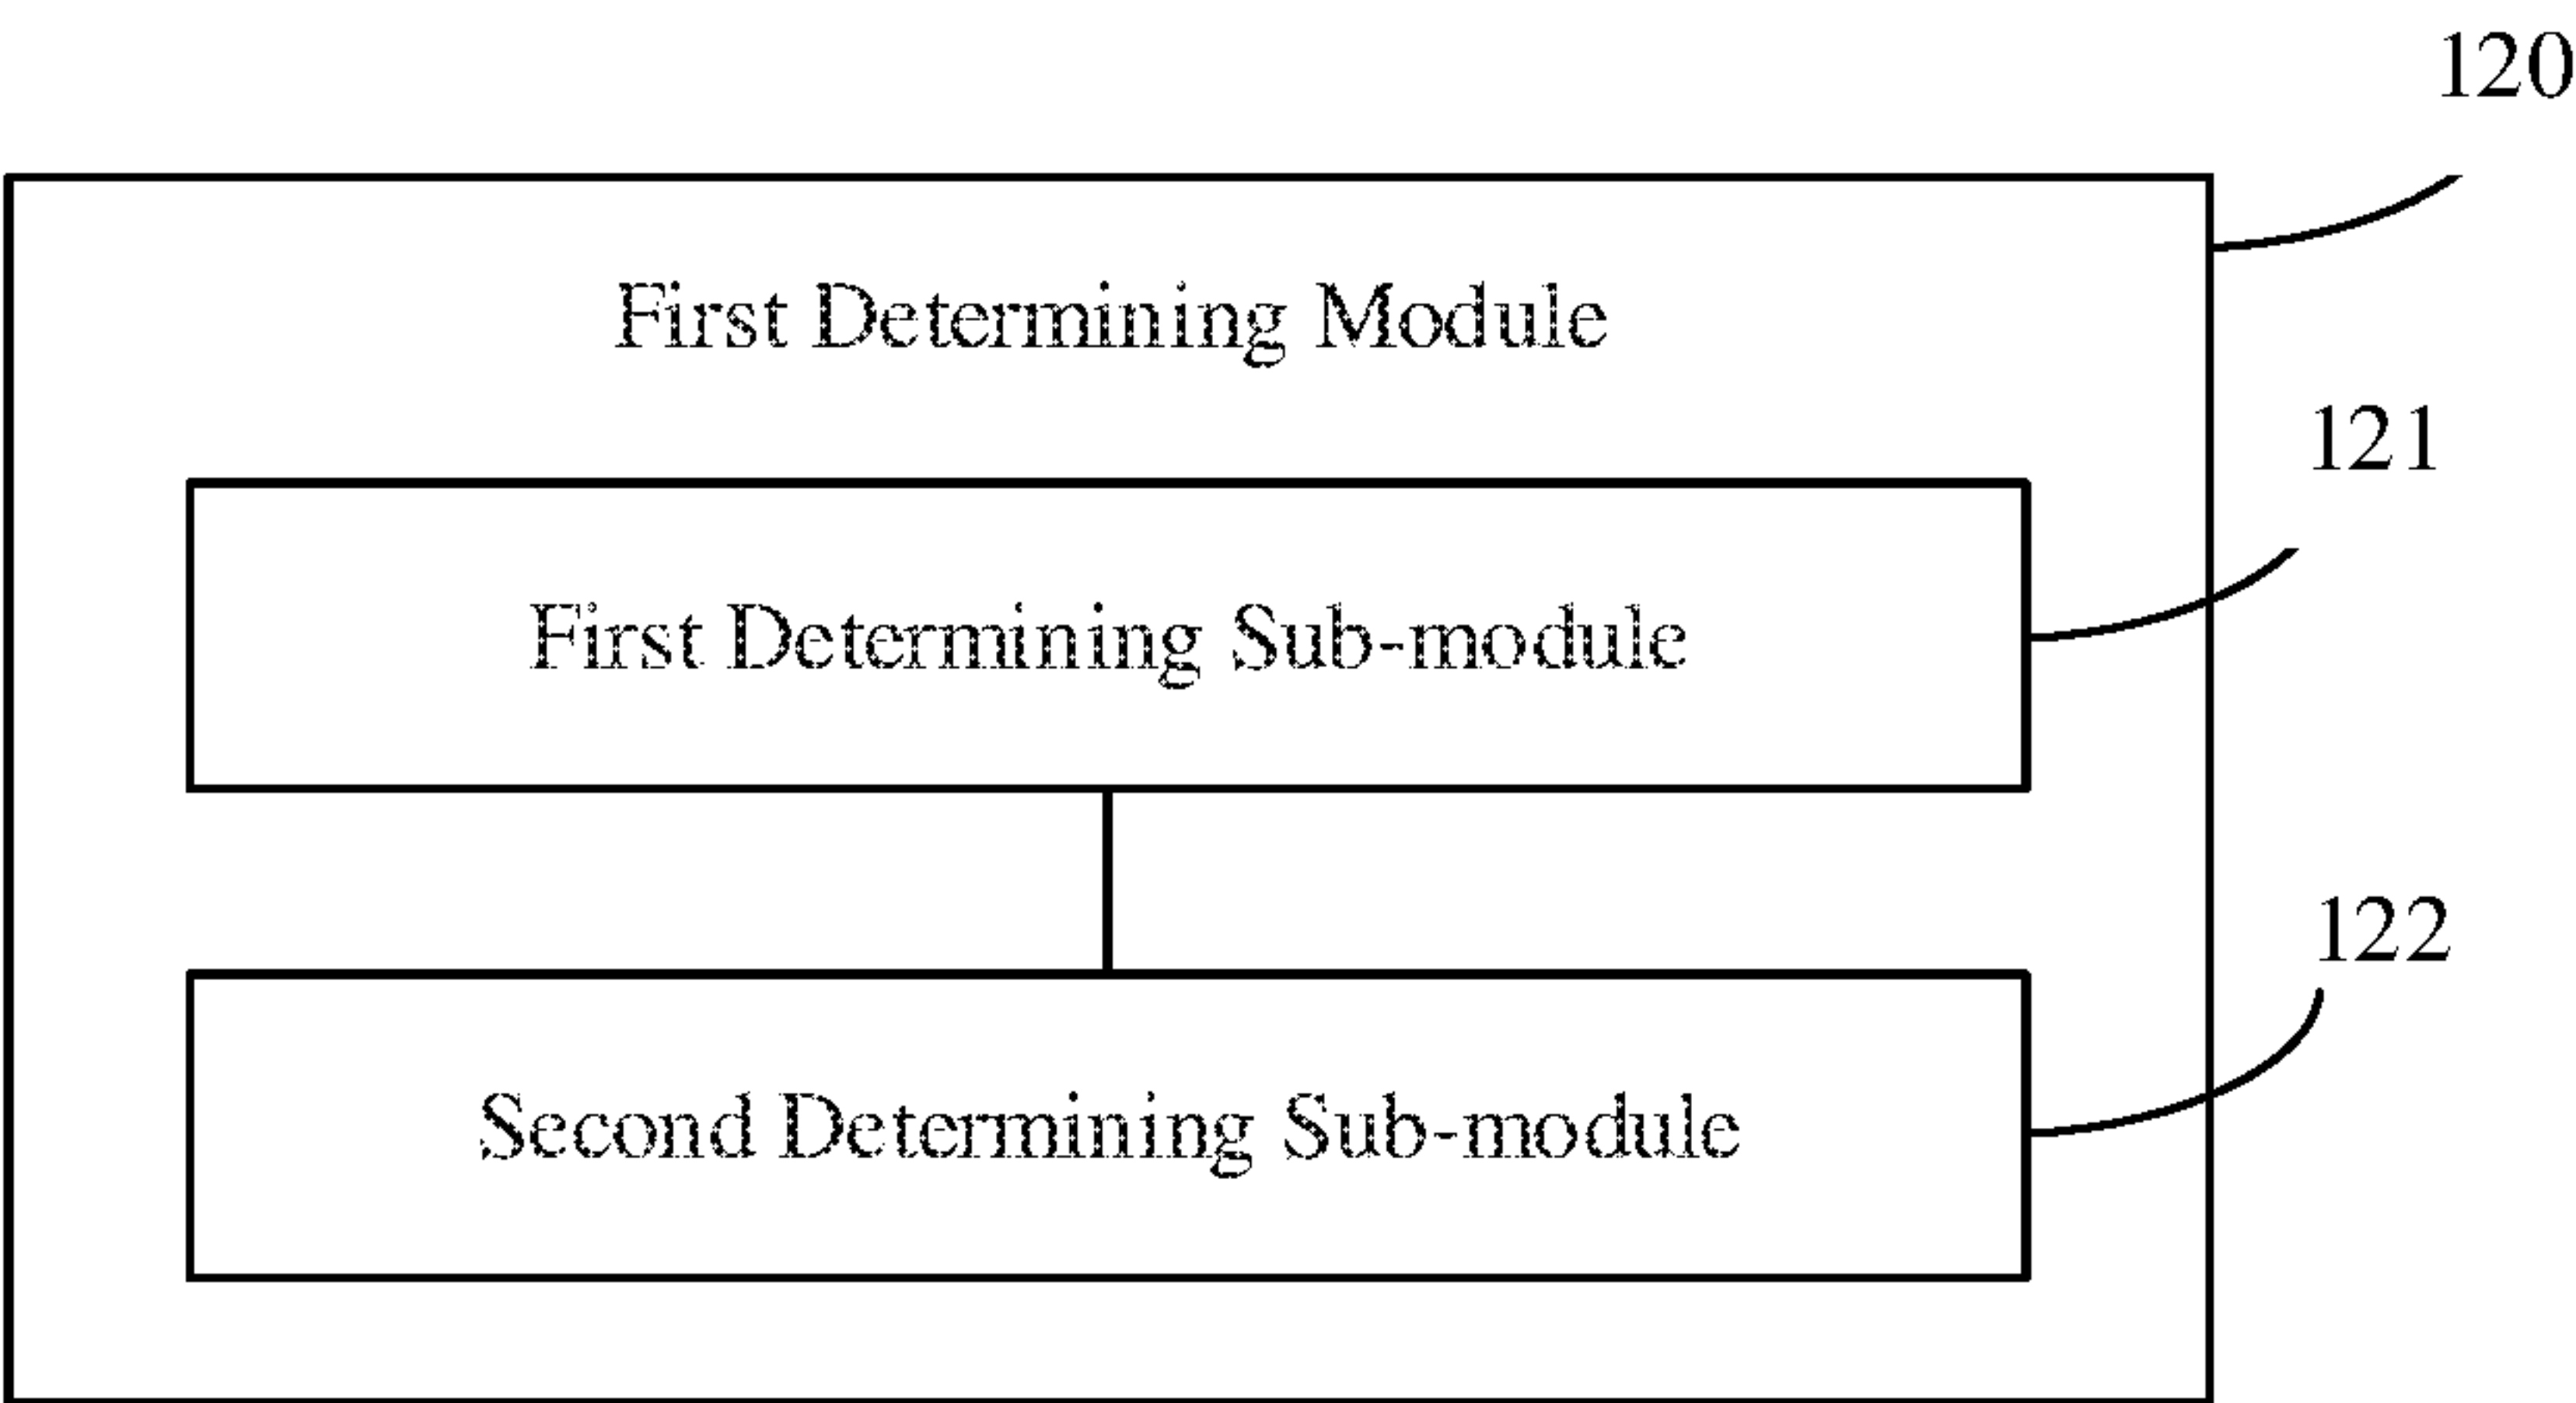 120
First Determining Module
121
First Determining Sub-module
122
Second Determining Sub-module